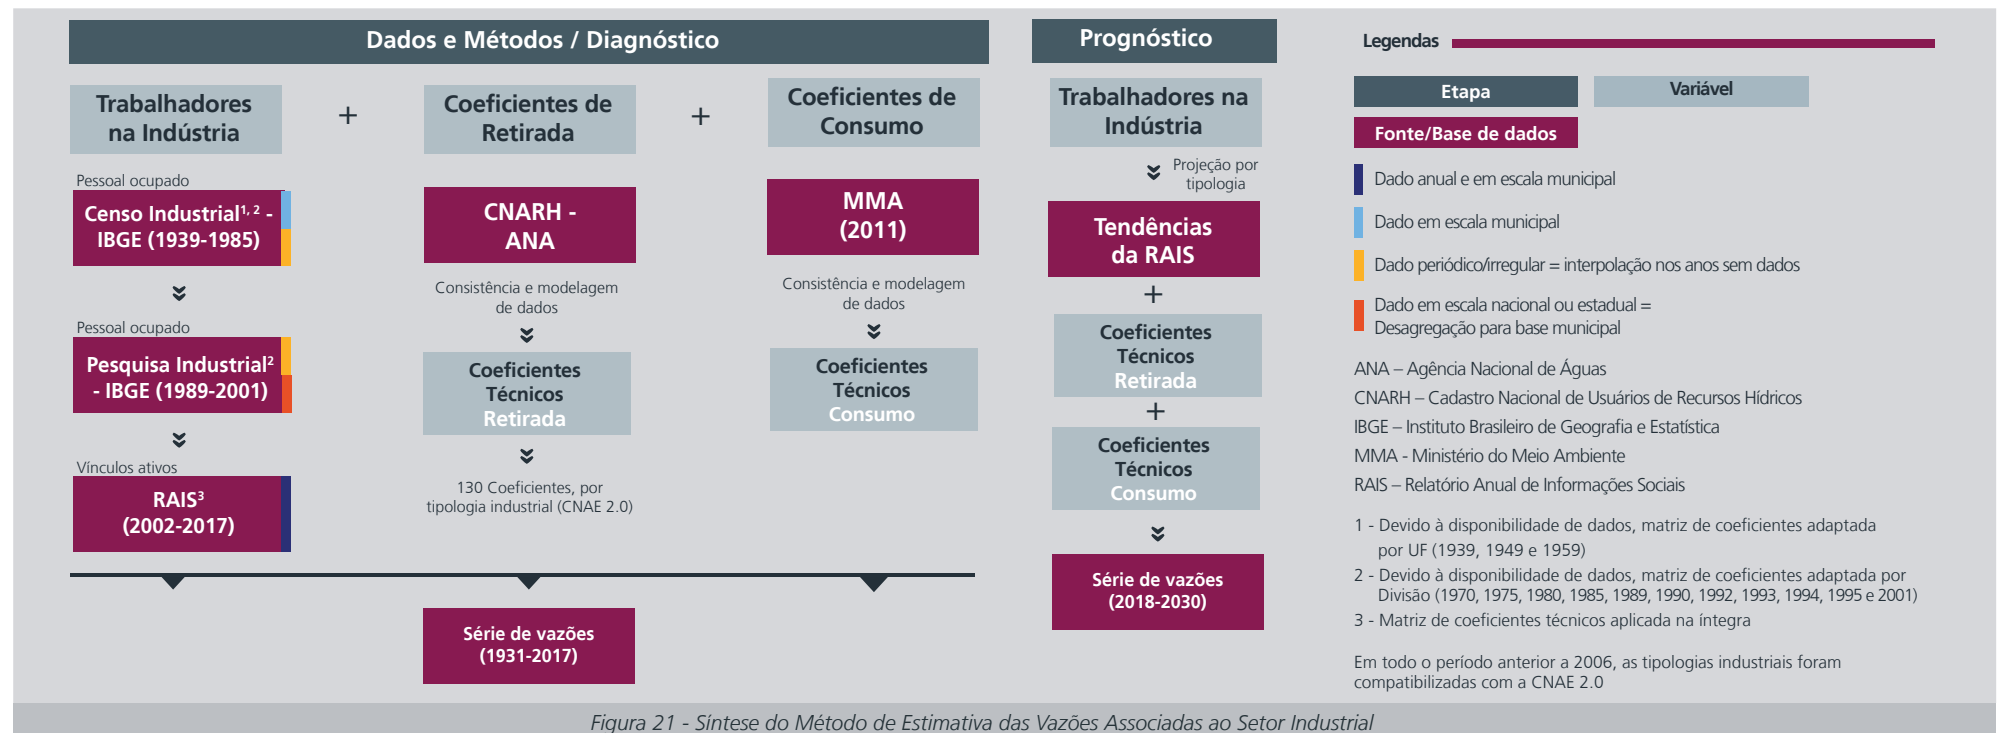 Dados e Métodos / Diagnóstico
Trabalhadores
na Indústria
+
Coeficientes de
Retirada
+
Coeficientes de
Consumo
Pessoal ocupado
Censo Industrial1, 2 -
IBGE (1939-1985)
Pessoal ocupado
Pesquisa Industrial2
- IBGE (1989-2001)
Vínculos ativos
RAIS3
(2002-2017)
CNARH -
ANA
Consistência e modelagem
de dados
Coeficientes
Técnicos
Retirada
130 Coeficientes, por
tipologia industrial (CNAE 2.0)
MMA
(2011)
Consistência e modelagem
de dados
Coeficientes
Técnicos
Consumo
Série de vazões
(1931-2017)
Prognóstico
Trabalhadores na
Indústria
Projeção por
tipologia
Tendências
da RAIS
+
Coeficientes
Técnicos
Retirada
+
Coeficientes
Técnicos
Consumo
Série de vazões
(2018-2030)
Legendas
Etapa
Variável
Fonte/Base de dados
Dado anual e em escala municipal
Dado em escala municipal
Dado periódico/irregular = interpolação nos anos sem dados
Dado em escala nacional ou estadual =
Desagregação para base municipal
ANA – Agência Nacional de Águas
CNARH – Cadastro Nacional de Usuários de Recursos Hídricos
IBGE – Instituto Brasileiro de Geografia e Estatística
MMA - Ministério do Meio Ambiente
RAIS – Relatório Anual de Informações Sociais
1 - Devido à disponibilidade de dados, matriz de coeficientes adaptada
por UF (1939, 1949 e 1959)
2 - Devido à disponibilidade de dados, matriz de coeficientes adaptada por
Divisão (1970, 1975, 1980, 1985, 1989, 1990, 1992, 1993, 1994, 1995 e 2001)
3 - Matriz de coeficientes técnicos aplicada na íntegra
Em todo o período anterior a 2006, as tipologias industriais foram
compatibilizadas com a CNAE 2.0
Figura 21 - Síntese do Método de Estimativa das Vazões Associadas ao Setor Industrial